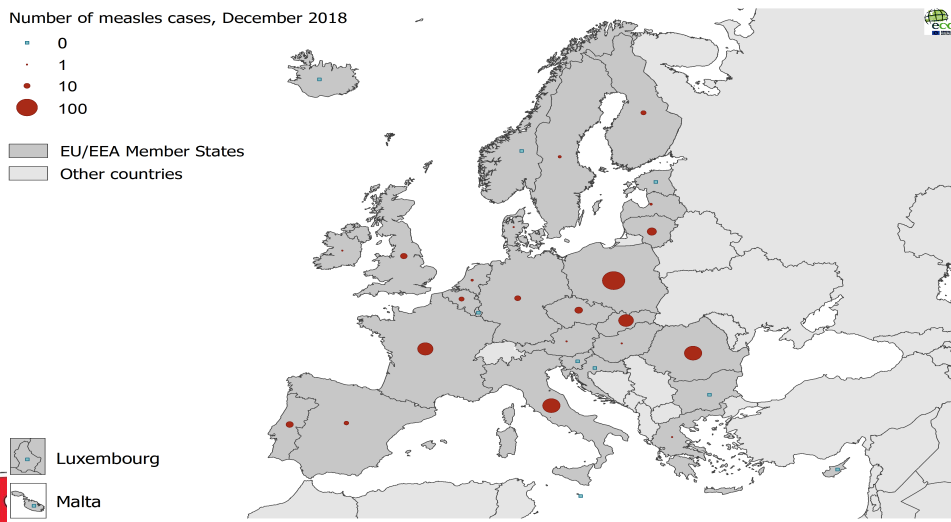 Number of measles cases, December 2018
0
1
10
100
EU/EEA Member States
Other countries
Luxembourg
Malta